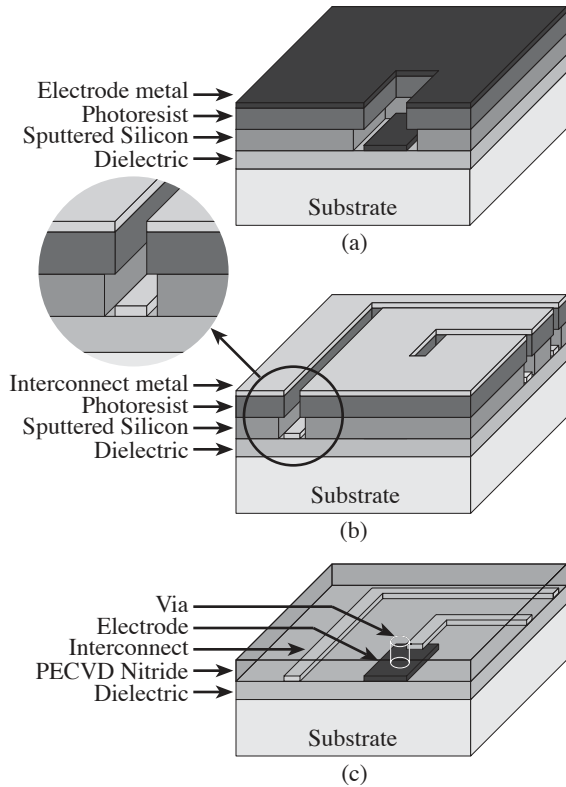 Electrode metal
Photoresist
Sputtered Silicon
Dielectric
Substrate
(a)
Interconnect metal
Photoresist
Sputtered Silicon
Dielectric
Substrate
(b)
Via
Electrode
Interconnect
PECVD Nitride
Dielectric
Substrate
(c)